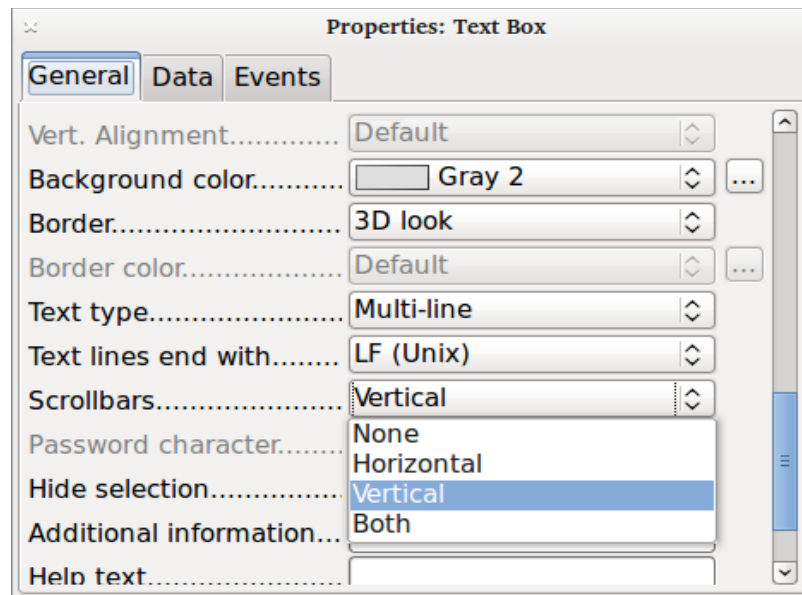 Properties: Text Box
General Data Events
Vert. Alignment............. Default
Background color........... Gray 2 ...
Border.......................... 3D look
Border color.................. Default ...
Text type...................... Multi-line
Text lines end with........ LF (Unix)
Scrollbars..................... Vertical
Password character....... None
Horizontal
Hide selection............... Vertical
Additional information... Both
Help text......................